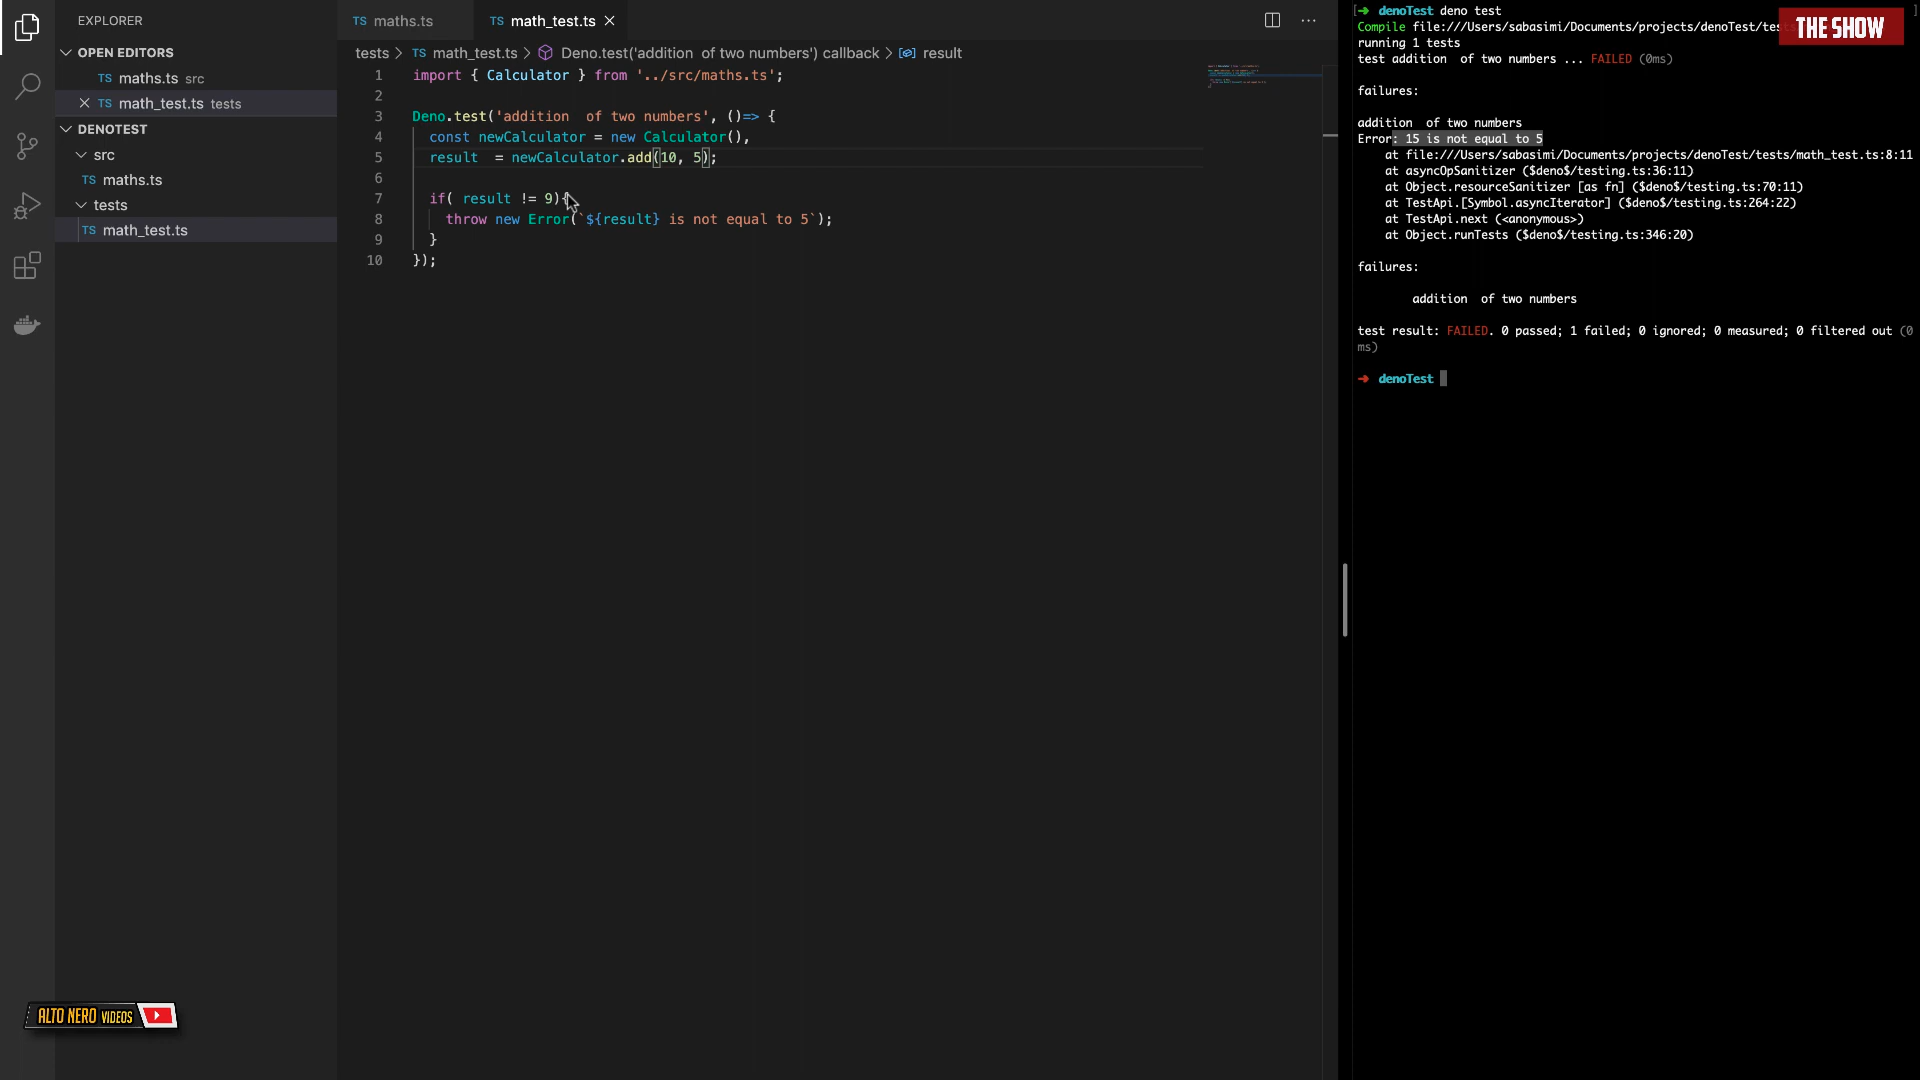 EXPLORER
OPEN EDITORS
TS maths.ts src
TS math_test.ts tests
DENOTEST
src
TS maths.ts
tests
TS math_test.ts
TS maths.ts
TS math_test.ts
tests > TS math_test.ts > Deno.test('addition  of two numbers') callback > result
1 import { Calculator } from '../src/maths.ts';
2
3 Deno.test('addition  of two numbers', ()=> {
4 const newCalculator = new Calculator(),
5 result  = newCalculator.add(10, 5);
6
7 if( result != 9){
8 throw new Error(`${result} is not equal to 5`);
9 }
10 });
ALTO NERO VIDEOS
[➜ denoTest deno test ]
Compile file:///Users/sabasimi/Documents/projects/denoTest/
THE SHOW
running 1 tests
test addition  of two numbers ... FAILED (0ms)
failures:
addition  of two numbers
Error: 15 is not equal to 5
at file:///Users/sabasimi/Documents/projects/denoTest/tests/math_test.ts:8:11
at asyncOpSanitizer ($deno$/testing.ts:36:11)
at Object.resourceSanitizer [as fn] ($deno$/testing.ts:70:11)
at TestApi.[Symbol.asyncIterator] ($deno$/testing.ts:264:22)
at TestApi.next (<anonymous>)
at Object.runTests ($deno$/testing.ts:346:20)
failures:
addition  of two numbers
test result: FAILED. 0 passed; 1 failed; 0 ignored; 0 measured; 0 filtered out (0
ms)
➜ denoTest